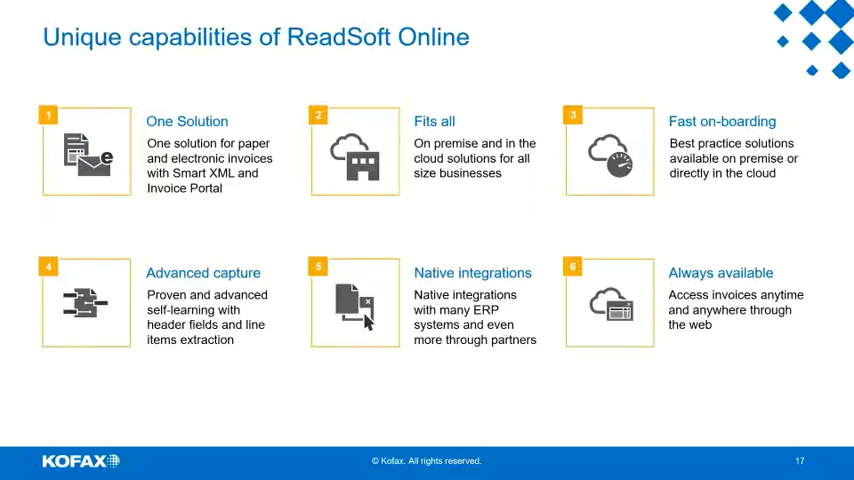 Unique capabilities of ReadSoft Online
1
One Solution
One solution for paper
and electronic invoices
with Smart XML and
Invoice Portal
e
2
Fits all
On premise and in the
cloud solutions for all
size businesses
3
Fast on-boarding
Best practice solutions
available on premise or
directly in the cloud
4
Advanced capture
Proven and advanced
self-learning with
header fields and line
items extraction
5
Native integrations
Native integrations
with many ERP
systems and even
more through partners
6
Always available
Access invoices anytime
and anywhere through
the web
KOFAX
© Kofax. All rights reserved.
17